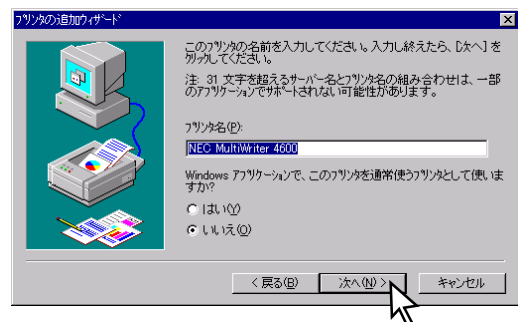 プリンタの追加ウィザード
このプリンタの名前を入力してください。入力し終えたら、[次へ] を
クリックしてください。
注: 31 文字を超えるサーバー名とプリンタ名の組み合わせは、一部
のアプリケーションでサポートされない可能性があります。
プリンタ名(P):
NEC MultiWriter 4600
Windows アプリケーションで、このプリンタを通常使うプリンタとして使いま
すか?
はい(Y)
いいえ(O)
< 戻る(B)
次へ(N) >
キャンセル